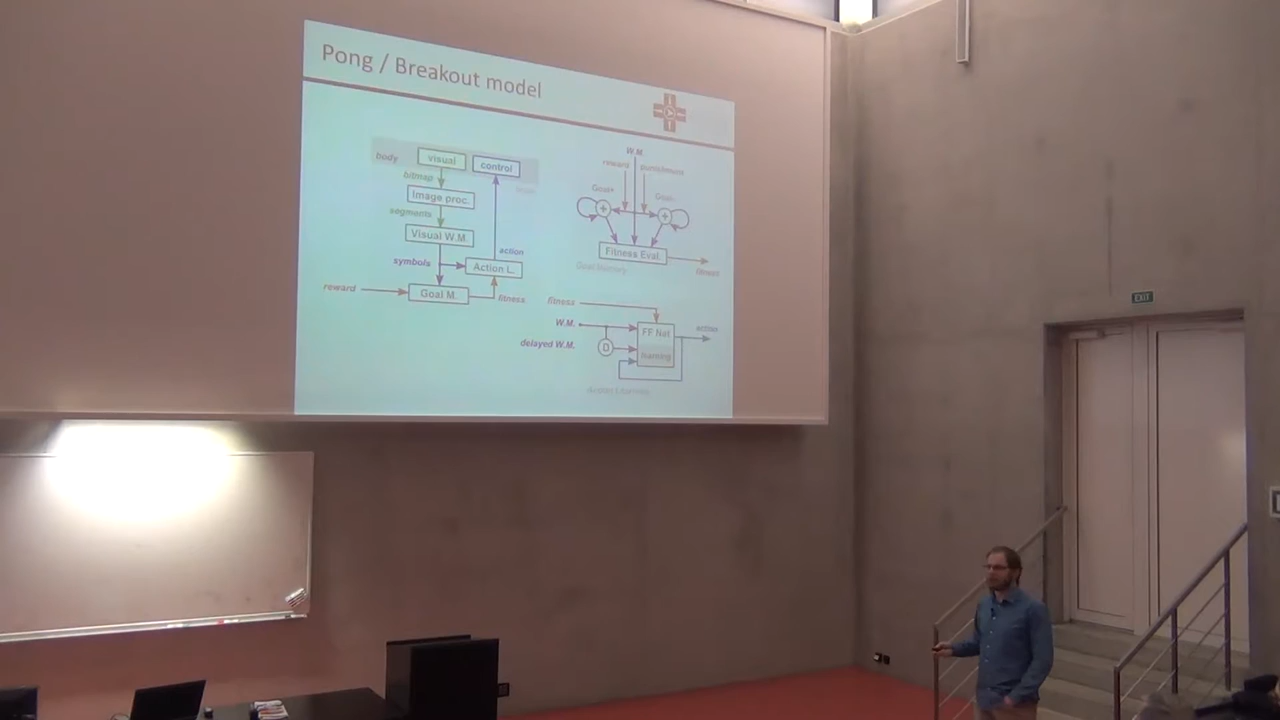 Pong / Breakout model
body
visual
control
bitmap
Image proc.
segments
Visual W.M.
symbols
action
Action L.
reward
Goal M.
fitness
W.M.
reward
punishment
Goal+
Goal-
+
+
Fitness Eval.
fitness
fitness
W.M.
delayed W.M.
D
FF Net
learning
action
EXIT